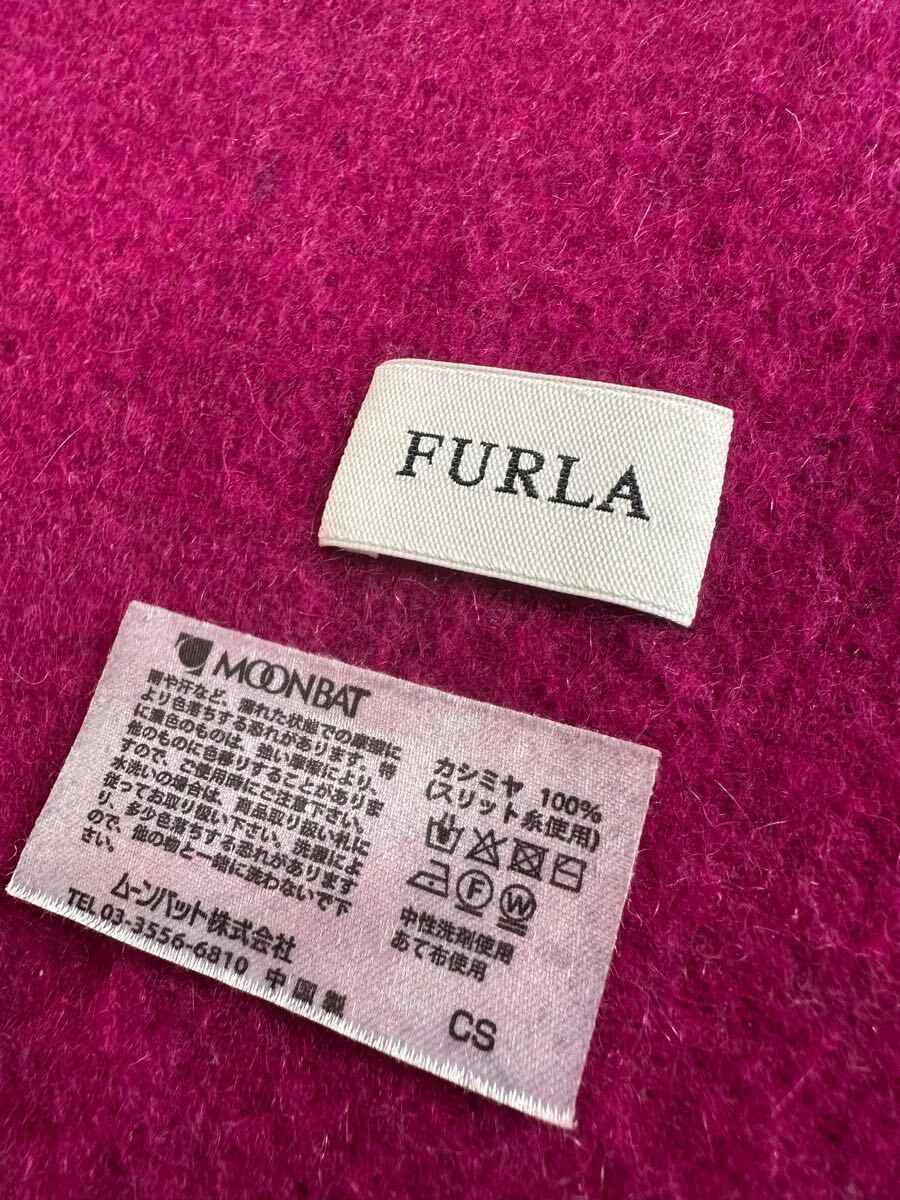 FURLA
MOONBAT
雨や汗など、濡れた状態での摩擦に
より色落ちする恐れがあります。特
に濃色のものは、強い摩擦により、
他のものに色移りすることがありま
すので、ご使用時にご注意下さい。
水洗いの場合は、商品取り扱い札に
従ってお取り扱い下さい。洗濯によ
り、多少色落ちする恐れがあります
ので、他の物と一緒に洗わないで下
さい。
ムーンバット株式会社
TEL 03-3556-6810 中国製
カシミヤ 100%
(スリット糸使用)
F W
中性洗剤使用
あて布使用
CS